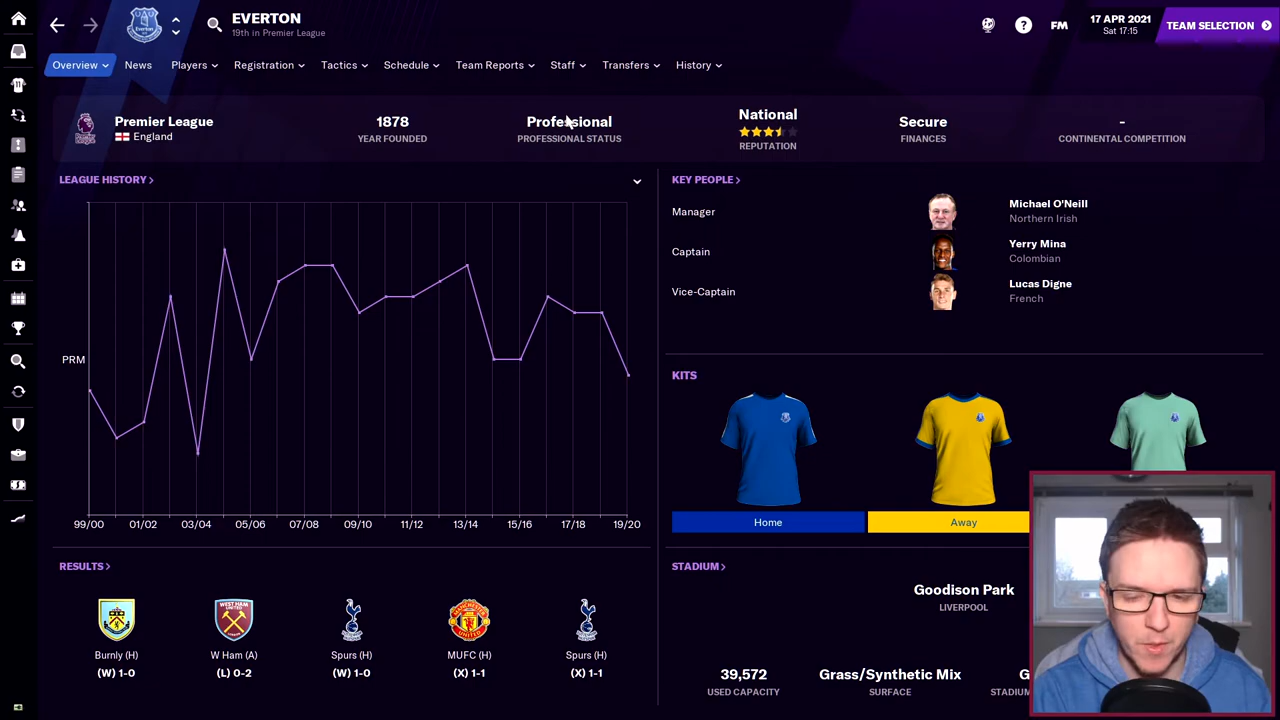 EVERTON
19th in Premier League
FM
17 APR 2021
Sat 17:15
TEAM SELECTION
Overview
News
Players
Registration
Tactics
Schedule
Team Reports
Staff
Transfers
History
Premier League
England
1878
YEAR FOUNDED
Professional
PROFESSIONAL STATUS
National
REPUTATION
Secure
FINANCES
-
CONTINENTAL COMPETITION
LEAGUE HISTORY
PRM
99/00 01/02 03/04 05/06 07/08 09/10 11/12 13/14 15/16 17/18 19/20
KEY PEOPLE
Manager
Michael O'Neill
Northern Irish
Captain
Yerry Mina
Colombian
Vice-Captain
Lucas Digne
French
KITS
Home
Away
RESULTS
Burnly (H)
(W) 1-0
W Ham (A)
(L) 0-2
Spurs (H)
(W) 1-0
MUFC (H)
(X) 1-1
Spurs (H)
(X) 1-1
STADIUM
Goodison Park
LIVERPOOL
39,572
USED CAPACITY
Grass/Synthetic Mix
SURFACE